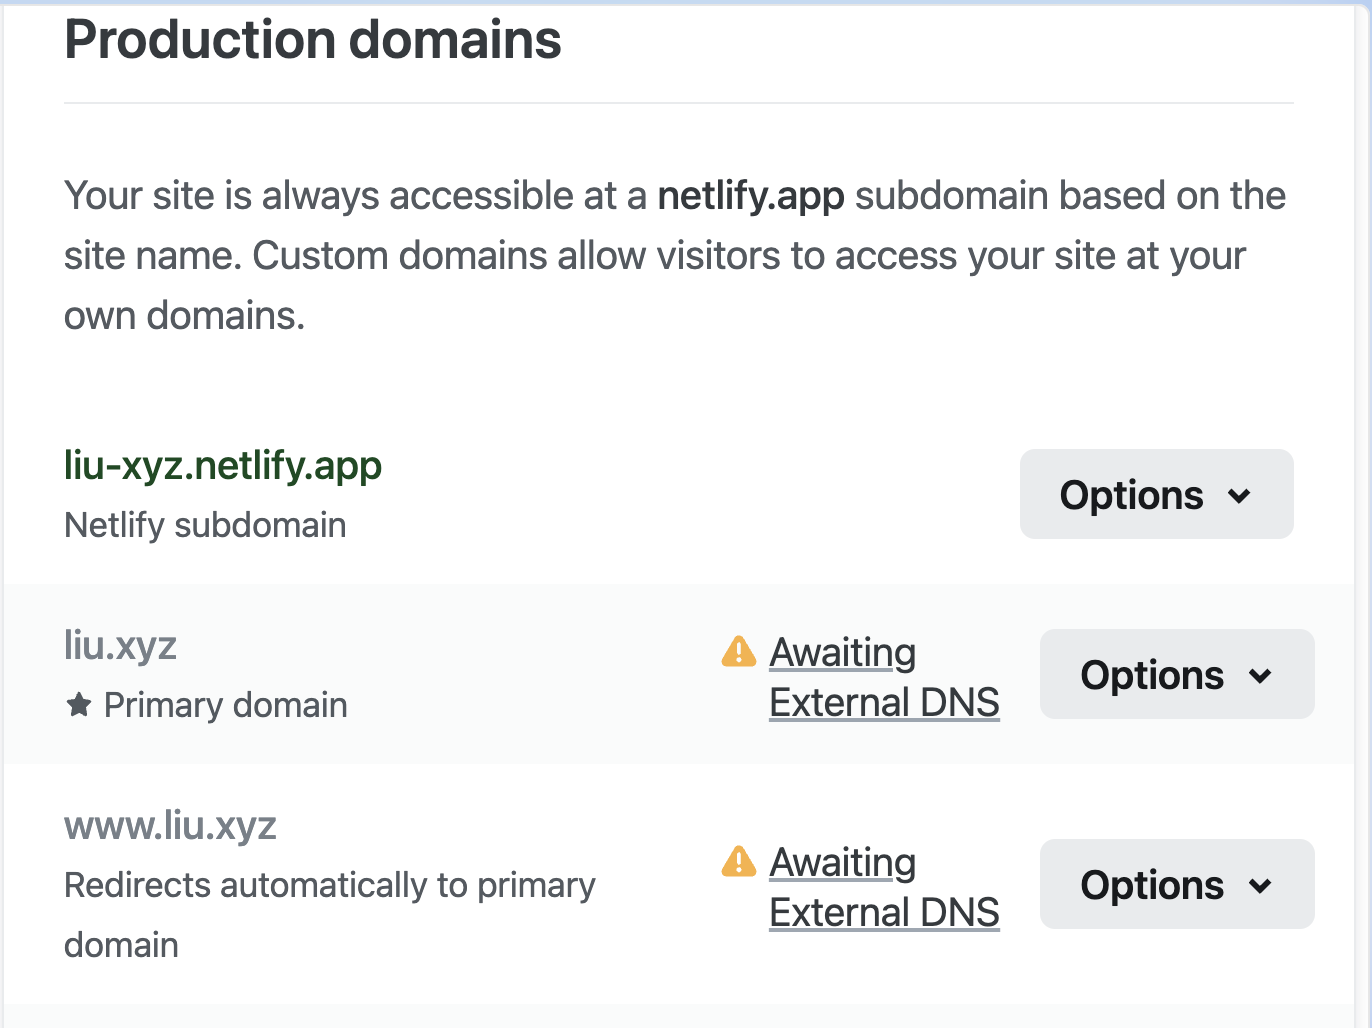 Production domains
Your site is always accessible at a netlify.app subdomain based on the
site name. Custom domains allow visitors to access your site at your
own domains.
liu-xyz.netlify.app
Netlify subdomain
Options
liu.xyz
Primary domain
Awaiting
External DNS
Options
www.liu.xyz
Redirects automatically to primary
domain
Awaiting
External DNS
Options